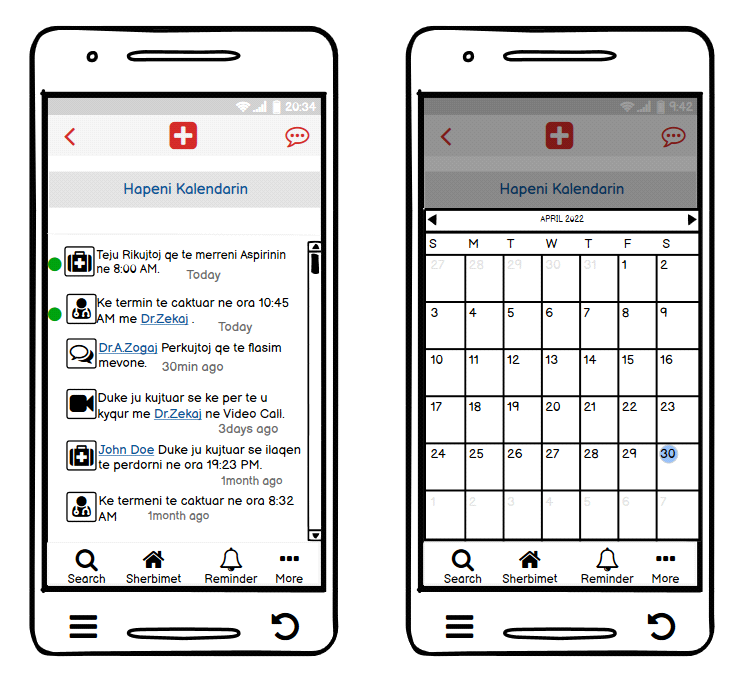 20:34
Hapeni Kalendarin
Teju Rikujtoj qe te merreni Aspirinin
ne 8:00 AM.
Today
Ke termin te caktuar ne ora 10:45
AM me Dr.Zekaj .
Today
Dr.A.Zogaj Perkujtoj qe te flasim
mevone.
30min ago
Duke ju kujtuar se ke per te u
kyqur me Dr.Zekaj ne Video Call.
3days ago
John Doe Duke ju kujtuar se ilaqen
te perdorni ne ora 19:23 PM.
1month ago
Ke termeni te caktuar ne ora 8:32
AM
1month ago
Search Sherbimet Reminder More
9:42
Hapeni Kalendarin
APRIL 2022
S M T W T F S
27 28 29 30 31 1 2
3 4 5 6 7 8 9
10 11 12 13 14 15 16
17 18 19 20 21 22 23
24 25 26 27 28 29 30
1 2 3 4 5 6 7
Search Sherbimet Reminder More